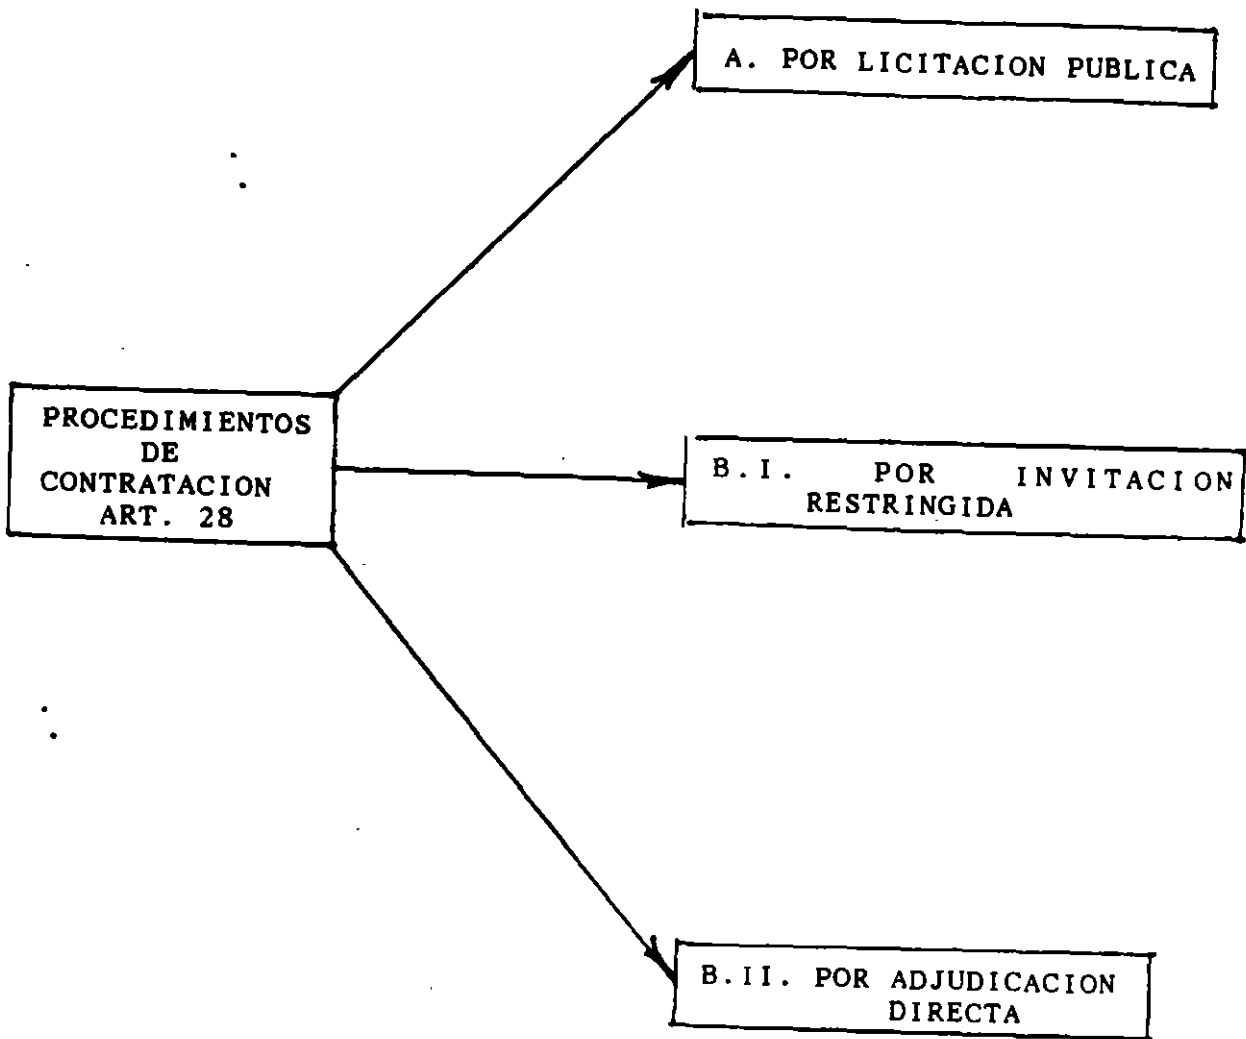 A. POR LICITACION PUBLICA
PROCEDIMIENTOS
DE
CONTRATACION
ART. 28
B.I. POR INVITACION
RESTRINGIDA
B.II. POR ADJUDICACION
DIRECTA